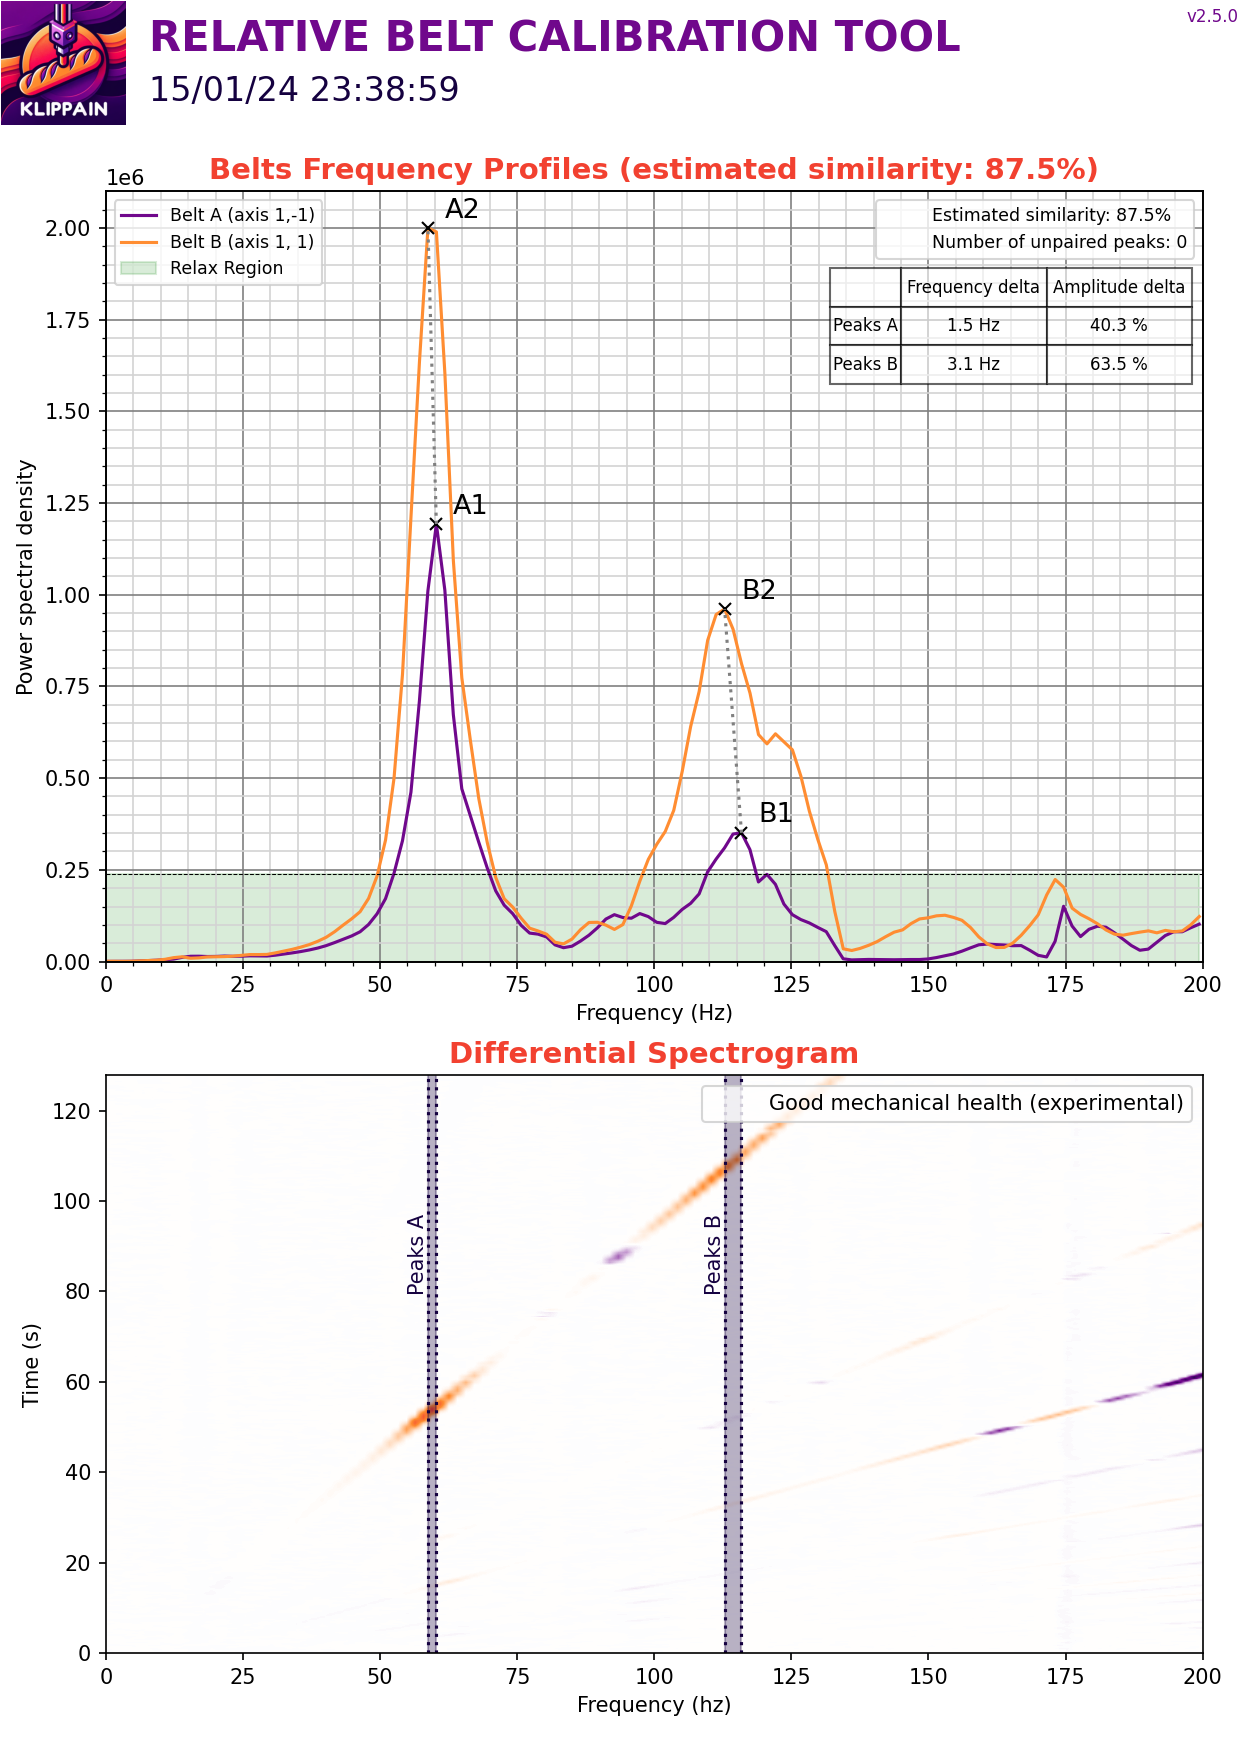 KLIPPAIN
RELATIVE BELT CALIBRATION TOOL
v2.5.0
15/01/24 23:38:59
Belts Frequency Profiles (estimated similarity: 87.5%)
1e6
Belt A (axis 1,-1)
Belt B (axis 1, 1)
Relax Region
Estimated similarity: 87.5%
Number of unpaired peaks: 0
Frequency delta Amplitude delta
Peaks A 1.5 Hz 40.3 %
Peaks B 3.1 Hz 63.5 %
A2
A1
B2
B1
Power spectral density
2.00
1.75
1.50
1.25
1.00
0.75
0.50
0.25
0.00
0 25 50 75 100 125 150 175 200
Frequency (Hz)
Differential Spectrogram
Good mechanical health (experimental)
Peaks A
Peaks B
Time (s)
120
100
80
60
40
20
0
0 25 50 75 100 125 150 175 200
Frequency (hz)